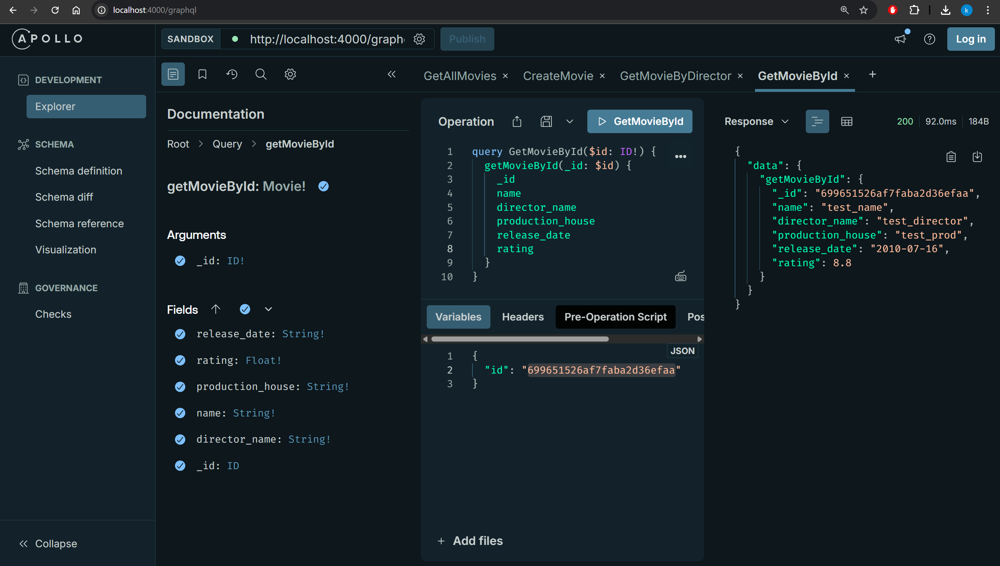 localhost:4000/graphql
k
APOLLO
SANDBOX
http://localhost:4000/graph
Publish
Log in
DEVELOPMENT
Explorer
SCHEMA
Schema definition
Schema diff
Schema reference
Visualization
GOVERNANCE
Checks
Collapse
GetAllMovies
CreateMovie
GetMovieByDirector
GetMovieById
Documentation
Root > Query > getMovieById
getMovieById: Movie!
Arguments
_id: ID!
Fields
release_date: String!
rating: Float!
production_house: String!
name: String!
director_name: String!
_id: ID
Operation
GetMovieById
1 query GetMovieById($id: ID!) {
2 getMovieById(_id: $id) {
3 _id
4 name
5 director_name
6 production_house
7 release_date
8 rating
9 }
10 }
Variables
Headers
Pre-Operation Script
Pos
JSON
1 {
2 "id": "699651526af7faba2d36efaa"
3 }
+ Add files
Response
200
92.0ms
184B
{
"data": {
"getMovieById": {
"_id": "699651526af7faba2d36efaa",
"name": "test_name",
"director_name": "test_director",
"production_house": "test_prod",
"release_date": "2010-07-16",
"rating": 8.8
}
}
}